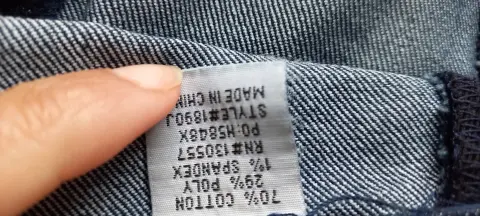 70% COTTON
29% POLY
1% SPANDEX
RN#130557
PO:H5848X
STYLE#1890J
MADE IN CHIN